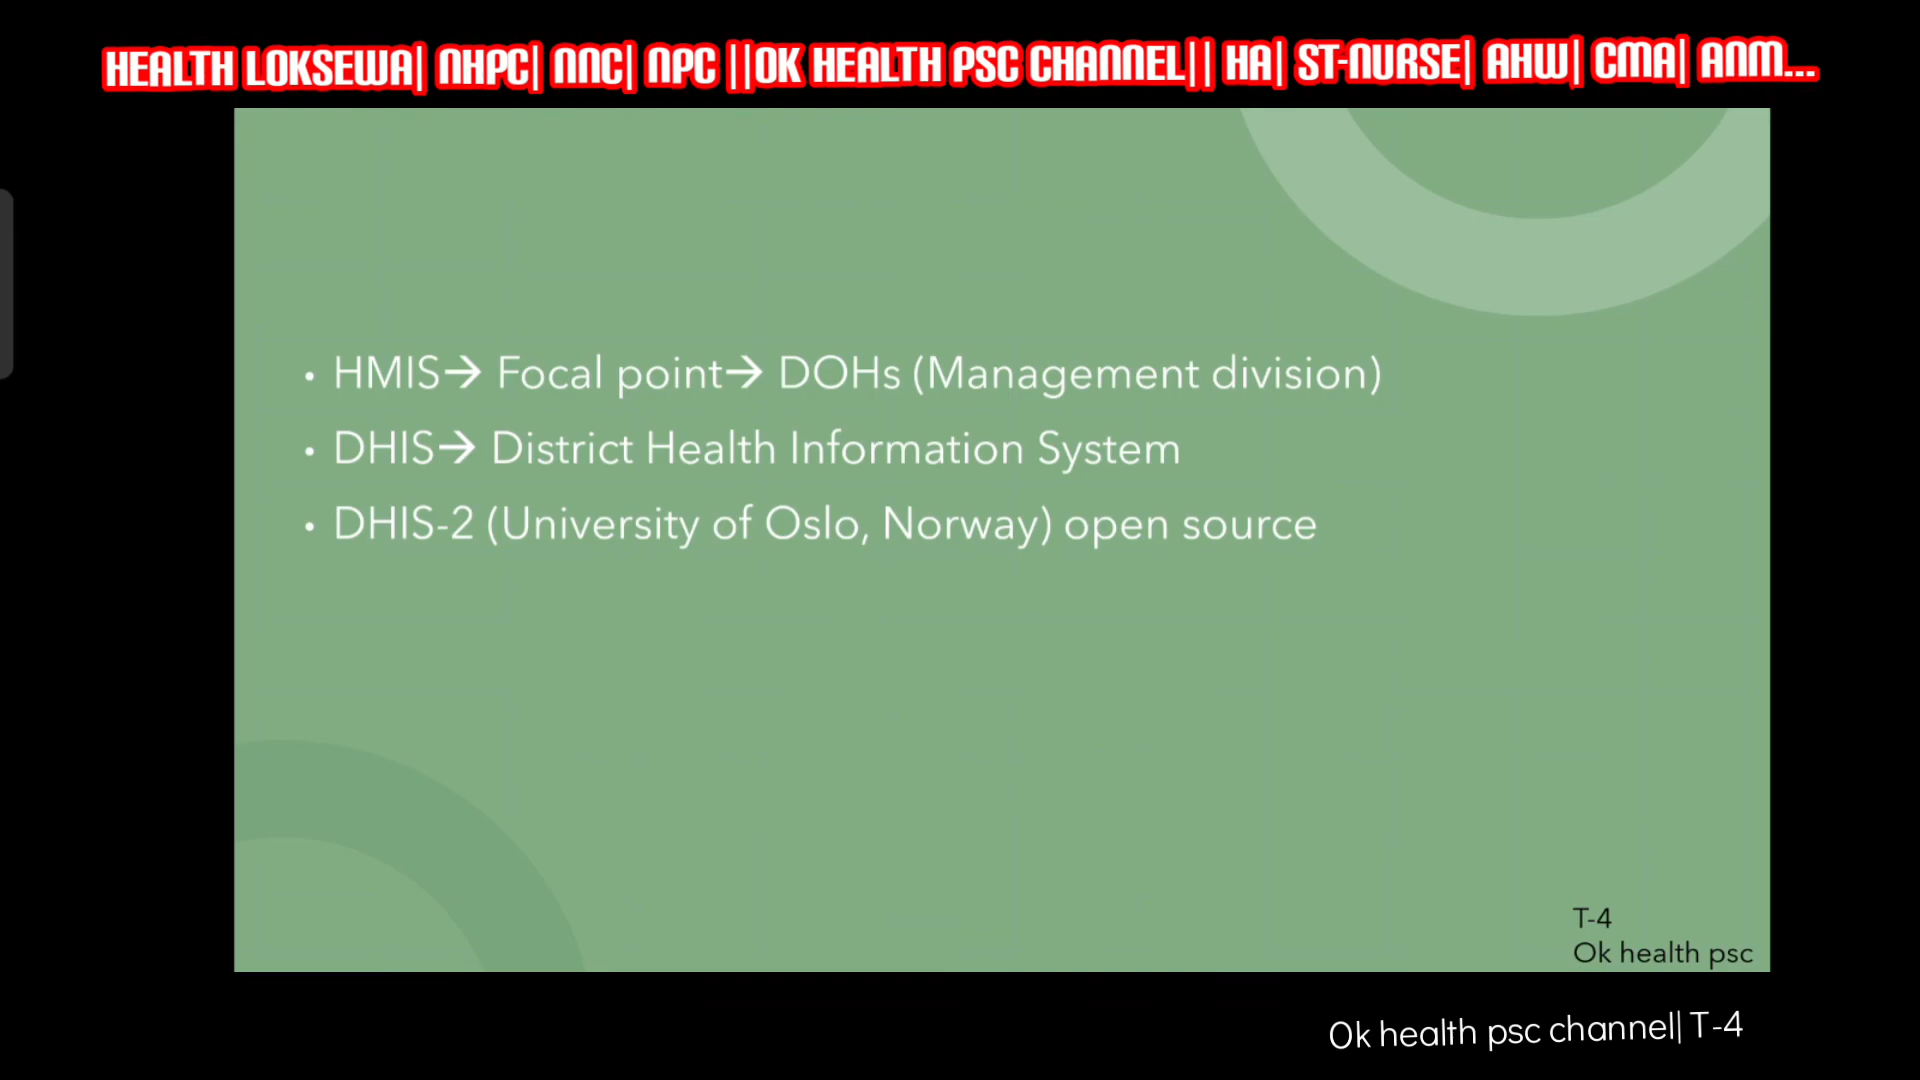 HEALTH LOKSEWA| NHPC| NNC| NPC ||OK HEALTH PSC CHANNEL|| HA| ST-NURSE| AHW| CMA| ANM...
• HMIS→ Focal point→ DOHs (Management division)
• DHIS→ District Health Information System
• DHIS-2 (University of Oslo, Norway) open source
T-4
Ok health psc
Ok health psc channel|| T-4